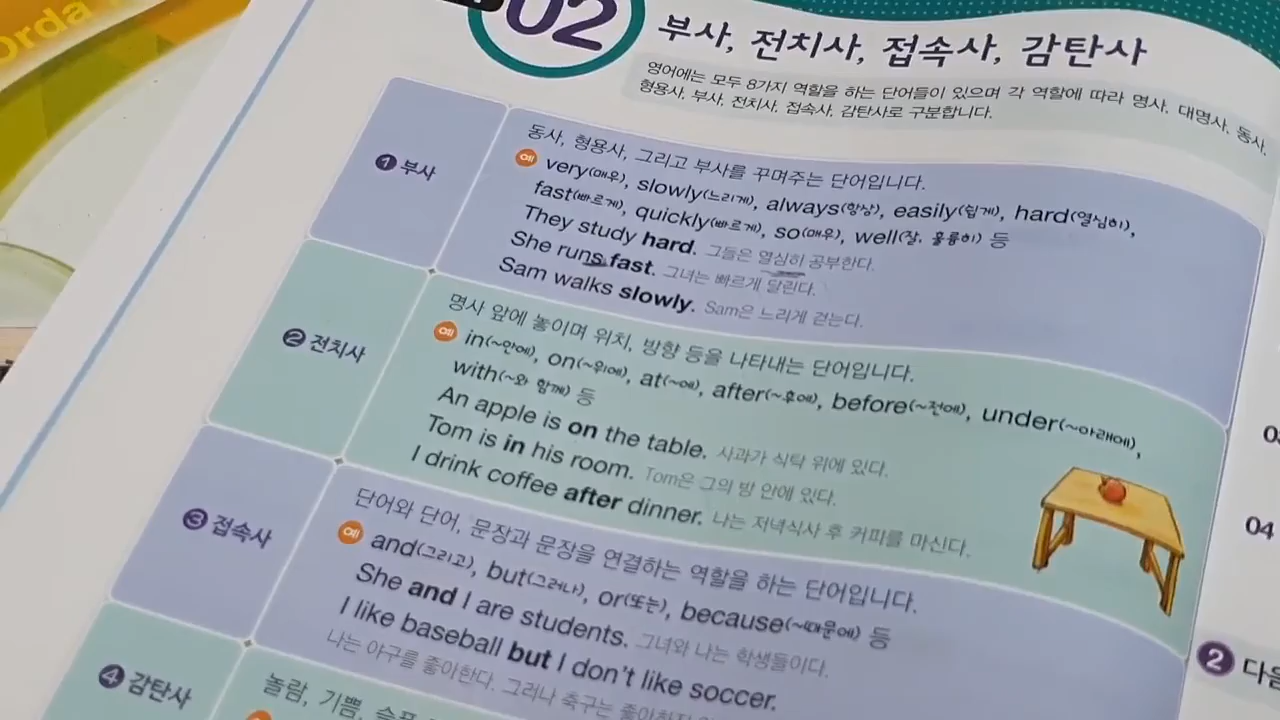 Orda
02
부사, 전치사, 접속사, 감탄사
영어에는 모두 8가지 역할을 하는 단어들이 있으며 각 역할에 따라 명사, 대명사, 동사,
형용사, 부사, 전치사, 접속사, 감탄사로 구분합니다.
1 부사
동사, 형용사, 그리고 부사를 꾸며주는 단어입니다.
예 very(매우), slowly(느리게), always(항상), easily(쉽게), hard(열심히),
fast(빠르게), quickly(빠르게), so(매우), well(잘, 훌륭히) 등
They study hard. 그들은 열심히 공부한다.
She runs fast. 그녀는 빠르게 달린다.
Sam walks slowly. Sam은 느리게 걷는다.
2 전치사
명사 앞에 놓이며 위치, 방향 등을 나타내는 단어입니다.
예 in(~안에), on(~위에), at(~에), after(~후에), before(~전에), under(~아래에),
with(~와 함께) 등
An apple is on the table. 사과가 식탁 위에 있다.
Tom is in his room. Tom은 그의 방 안에 있다.
I drink coffee after dinner. 나는 저녁식사 후 커피를 마신다.
3 접속사
단어와 단어, 문장과 문장을 연결하는 역할을 하는 단어입니다.
예 and(그리고), but(그러나), or(또는), because(~때문에) 등
She and I are students. 그녀와 나는 학생들이다.
I like baseball but I don't like soccer.
나는 야구를 좋아한다. 그러나 축구는 좋아하지
4 감탄사
놀람, 기쁨, 슬픔
04
2 다음